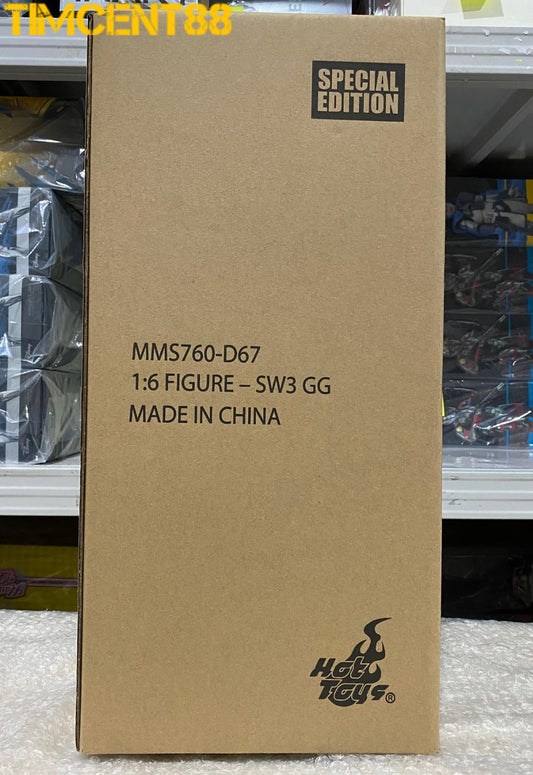 TIMCENT88
SPECIAL
EDITION
MMS760-D67
1:6 FIGURE – SW3 GG
MADE IN CHINA
Hot
Toys®